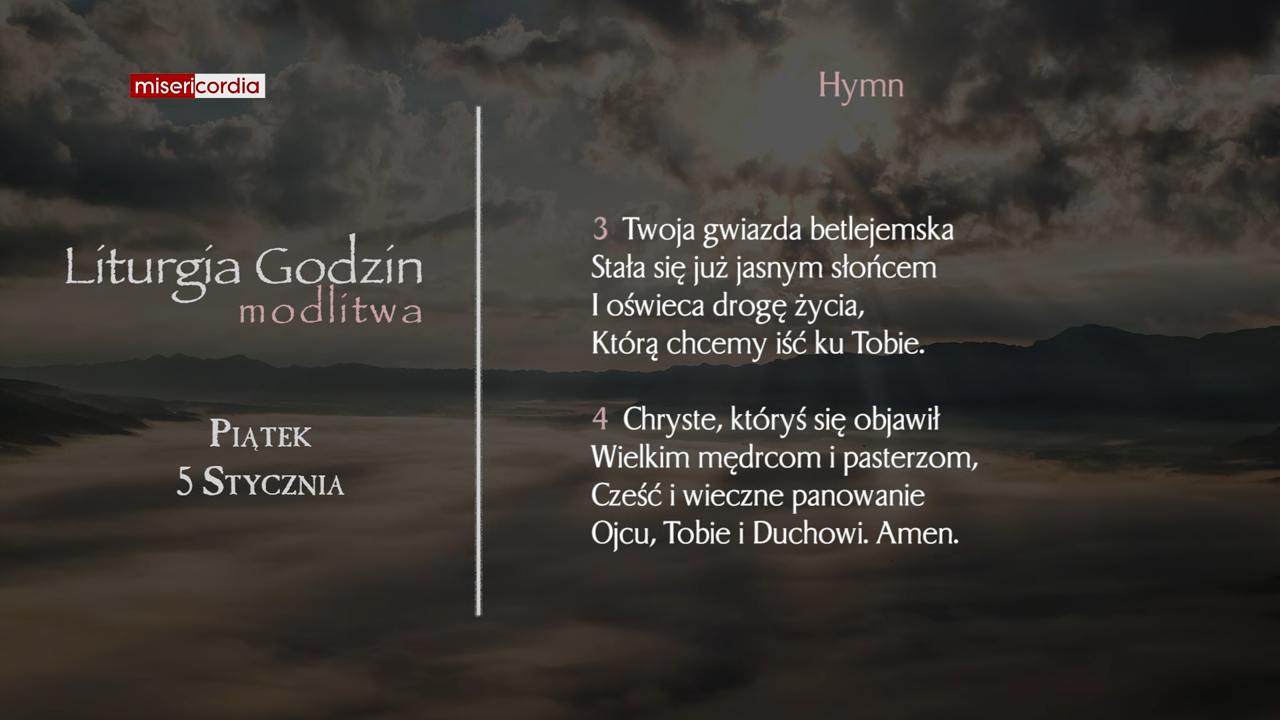 misericordia
Liturgia Godzin
modlitwa
Piątek
5 Stycznia
Hymn
3 Twoja gwiazda betlejemska
Stała się już jasnym słońcem
I oświeca drogę życia,
Którą chcemy iść ku Tobie.
4 Chryste, któryś się objawił
Wielkim mędrcom i pasterzom,
Cześć i wieczne panowanie
Ojcu, Tobie i Duchowi. Amen.